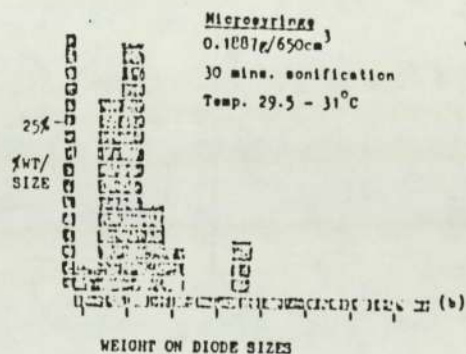 Microsyringe
0.1887g/650cm³
30 mins. sonification
Temp. 29.5 - 31°C
25%
%WT/
SIZE
(b)
WEIGHT ON DIODE SIZES